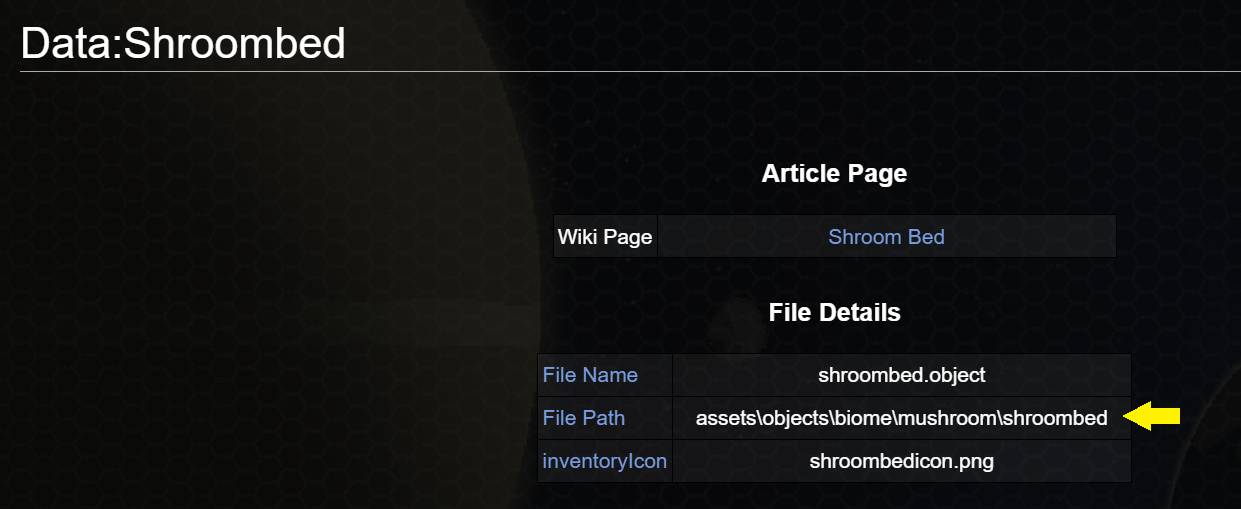 Data:Shroombed
Article Page
Wiki Page Shroom Bed
File Details
File Name shroombed.object
File Path assets\objects\biome\mushroom\shroombed
inventoryIcon shroombedicon.png